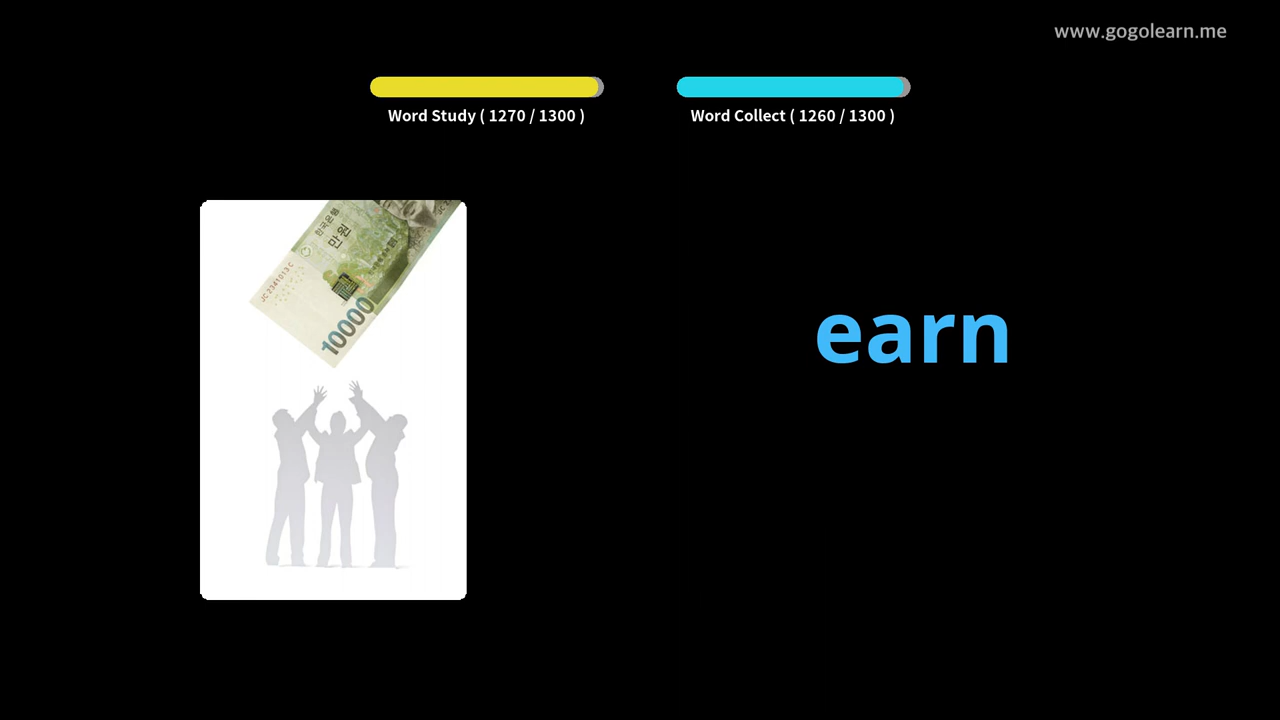 www.gogolearn.me
Word Study ( 1270 / 1300 )
Word Collect ( 1260 / 1300 )
한국은행
만원
10000
earn